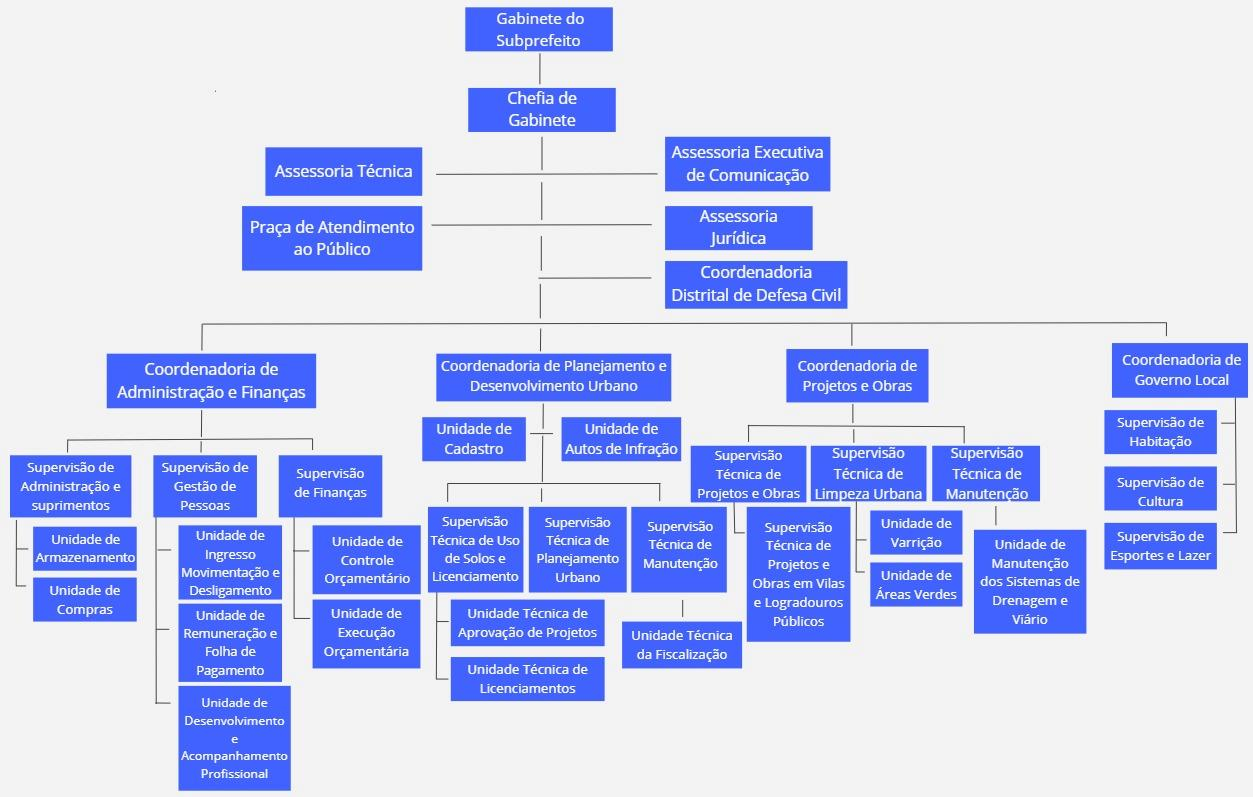 Gabinete do
Subprefeito
Chefia de
Gabinete
Assessoria Técnica
Assessoria Executiva
de Comunicação
Praça de Atendimento
ao Público
Assessoria
Jurídica
Coordenadoria
Distrital de Defesa Civil
Coordenadoria de
Administração e Finanças
Coordenadoria de Planejamento e
Desenvolvimento Urbano
Coordenadoria de
Projetos e Obras
Coordenadoria de
Governo Local
Supervisão de
Administração e
suprimentos
Unidade de
Armazenamento
Unidade de
Compras
Supervisão de
Gestão de
Pessoas
Unidade de
Ingresso
Movimentação e
Desligamento
Unidade de
Remuneração e
Folha de
Pagamento
Unidade de
Desenvolvimento
e
Acompanhamento
Profissional
Supervisão
de Finanças
Unidade de
Controle
Orçamentário
Unidade de
Execução
Orçamentária
Unidade de
Cadastro
Unidade de
Autos de Infração
Supervisão
Técnica de Uso
de Solos e
Licenciamento
Unidade Técnica de
Aprovação de Projetos
Unidade Técnica de
Licenciamentos
Supervisão
Técnica de
Planejamento
Urbano
Supervisão
Técnica de
Manutenção
Unidade Técnica
da Fiscalização
Supervisão
Técnica de
Projetos e Obras
Supervisão
Técnica de
Projetos e
Obras em Vilas
e Logradouros
Públicos
Supervisão
Técnica de
Limpeza Urbana
Unidade de
Varrição
Unidade de
Áreas Verdes
Supervisão
Técnica de
Manutenção
Unidade de
Manutenção
dos Sistemas de
Drenagem e
Viário
Supervisão de
Habitação
Supervisão de
Cultura
Supervisão de
Esportes e Lazer